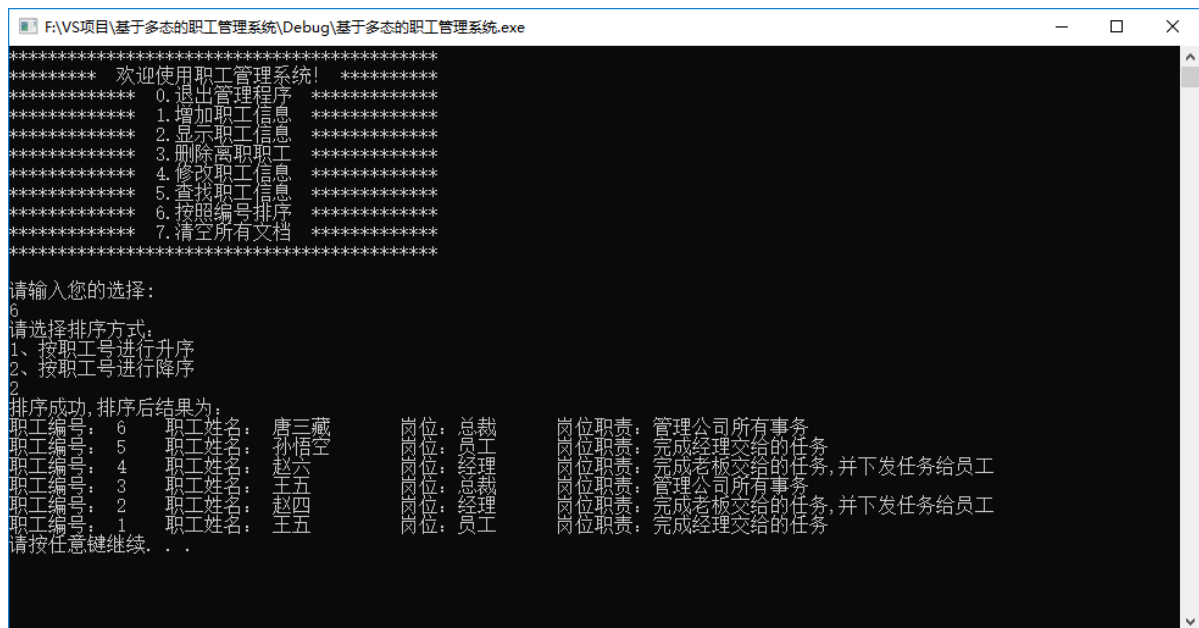 F:\VS项目\基于多态的职工管理系统\Debug\基于多态的职工管理系统.exe
********************************************
********* 欢迎使用职工管理系统! **********
************* 0.退出管理程序 *************
************* 1.增加职工信息 *************
************* 2.显示职工信息 *************
************* 3.删除离职职工 *************
************* 4.修改职工信息 *************
************* 5.查找职工信息 *************
************* 6.按照编号排序 *************
************* 7.清空所有文档 *************
********************************************
请输入您的选择:
6
请选择排序方式:
1、按职工号进行升序
2、按职工号进行降序
2
排序成功,排序后结果为:
职工编号: 6 职工姓名: 唐三藏 岗位: 总裁 岗位职责: 管理公司所有事务
职工编号: 5 职工姓名: 孙悟空 岗位: 员工 岗位职责: 完成经理交给的任务
职工编号: 4 职工姓名: 赵六 岗位: 经理 岗位职责: 完成老板交给的任务,并下发任务给员工
职工编号: 3 职工姓名: 王五 岗位: 总裁 岗位职责: 管理公司所有事务
职工编号: 2 职工姓名: 赵四 岗位: 经理 岗位职责: 完成老板交给的任务,并下发任务给员工
职工编号: 1 职工姓名: 王五 岗位: 员工 岗位职责: 完成经理交给的任务
请按任意键继续. . .